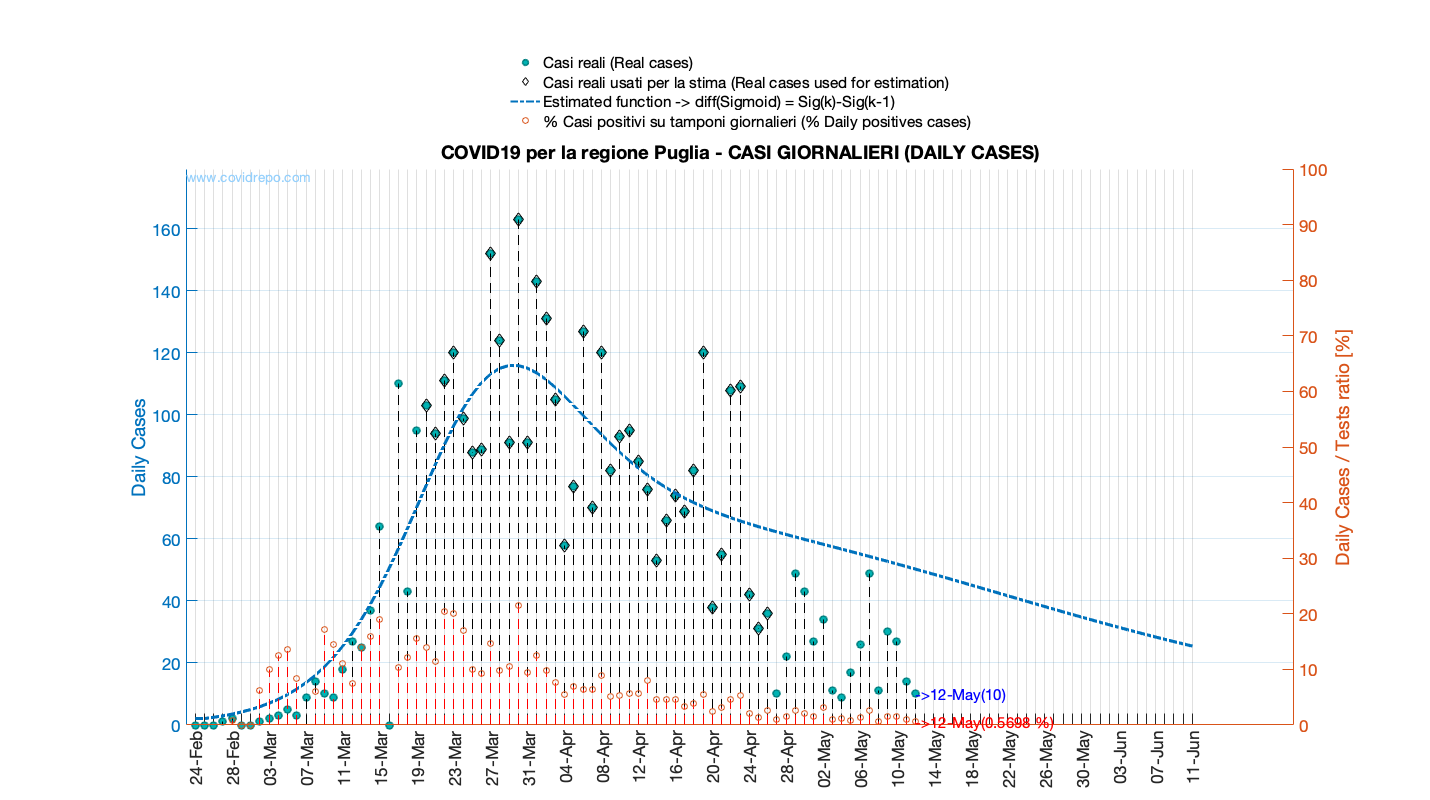 Casi reali (Real cases)
Casi reali usati per la stima (Real cases used for estimation)
Estimated function -> diff(Sigmoid) = Sig(k)-Sig(k-1)
% Casi positivi su tamponi giornalieri (% Daily positives cases)
COVID19 per la regione Puglia - CASI GIORNALIERI (DAILY CASES)
www.covidrepo.com
Daily Cases
160
140
120
100
80
60
40
20
0
100
90
80
70
60
50
40
30
20
10
0
Daily Cases / Tests ratio [%]
->12-May(10)
->12-May(0.5698 %)
24-Feb
28-Feb
03-Mar
07-Mar
11-Mar
15-Mar
19-Mar
23-Mar
27-Mar
31-Mar
04-Apr
08-Apr
12-Apr
16-Apr
20-Apr
24-Apr
28-Apr
02-May
06-May
10-May
14-May
18-May
22-May
26-May
30-May
03-Jun
07-Jun
11-Jun